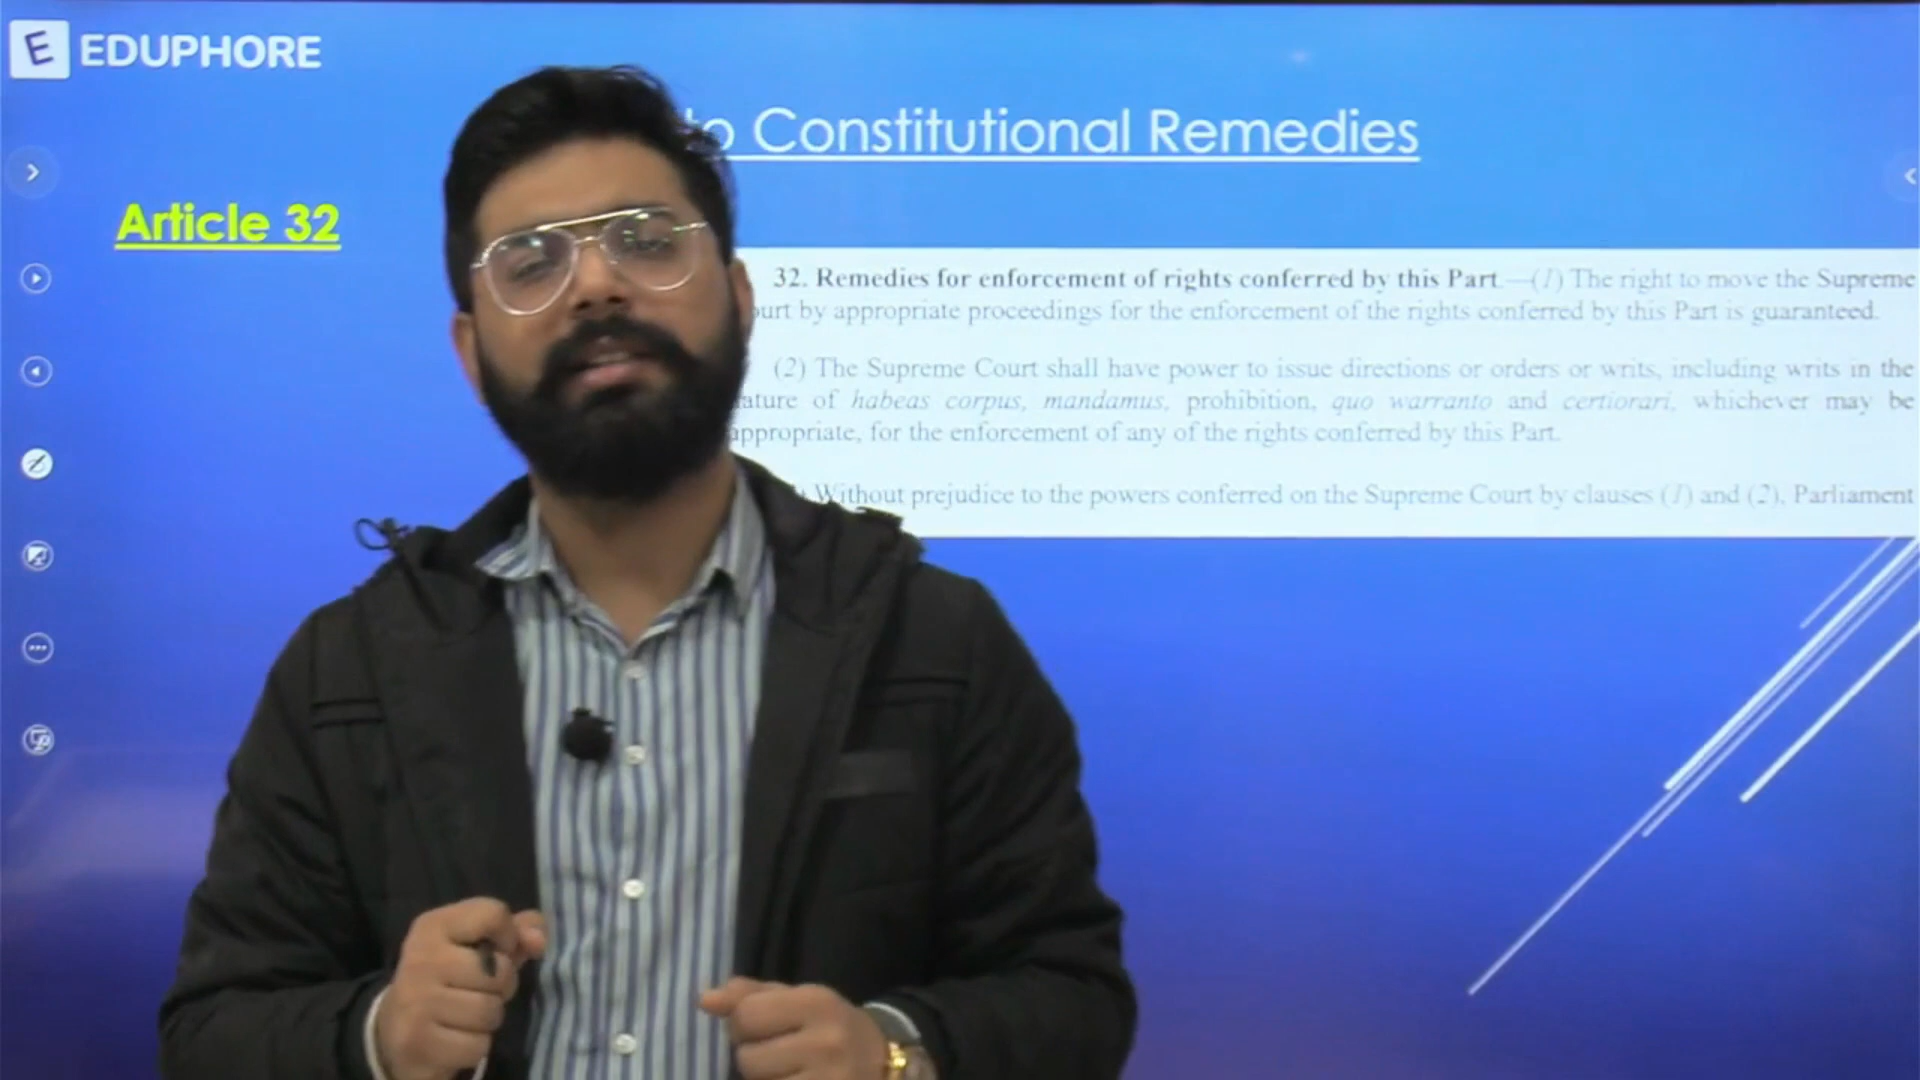 E EDUPHORE
to Constitutional Remedies
Article 32
32. Remedies for enforcement of rights conferred by this Part.—(1) The right to move the Supreme
urt by appropriate proceedings for the enforcement of the rights conferred by this Part is guaranteed.
(2) The Supreme Court shall have power to issue directions or orders or writs, including writs in the
ature of habeas corpus, mandamus, prohibition, quo warranto and certiorari, whichever may be
appropriate, for the enforcement of any of the rights conferred by this Part.
Without prejudice to the powers conferred on the Supreme Court by clauses (1) and (2), Parliament